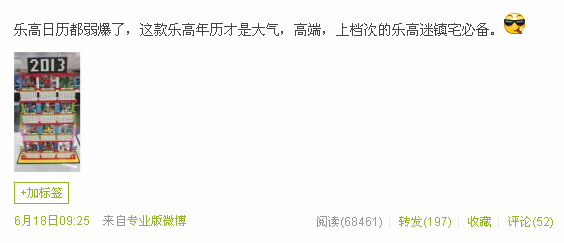 乐高日历都弱爆了，这款乐高年历才是大气，高端，上档次的乐高迷镇宅必备。
2013
+加标签
6月18日09:25 来自专业版微博 阅读(68461) 转发(197) 收藏 评论(52)